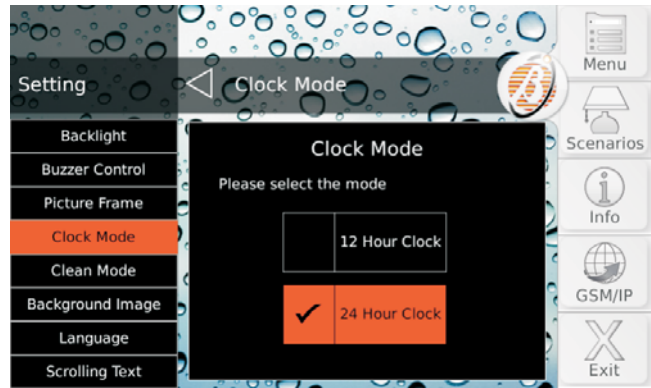 Setting
Clock Mode
Backlight
Buzzer Control
Picture Frame
Clock Mode
Clean Mode
Background Image
Language
Scrolling Text
Clock Mode
Please select the mode
12 Hour Clock
24 Hour Clock
B
Menu
Scenarios
Info
GSM/IP
Exit